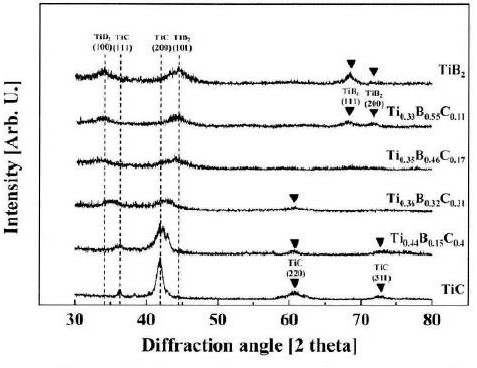 TiB2 TiC TiC TiB2
(100) (111) (200) (101)
TiB2
TiB2 TiB2
(111) (200)
Ti0.33B0.55C0.11
Ti0.35B0.46C0.17
Ti0.36B0.32C0.31
Ti0.44B0.15C0.4
TiC TiC
(220) (311)
TiC
Intensity [Arb. U.]
30 40 50 60 70 80
Diffraction angle [2 theta]